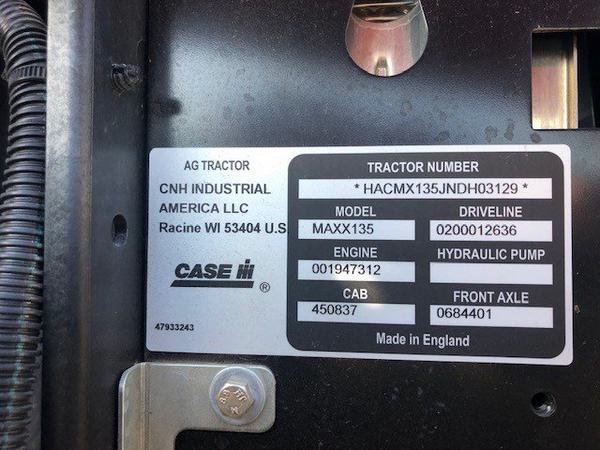 AG TRACTOR
CNH INDUSTRIAL
AMERICA LLC
Racine WI 53404 U.S
CASE IH
®
47933243
TRACTOR NUMBER
* HACMX135JNDH03129 *
MODEL
MAXX135
DRIVELINE
0200012636
ENGINE
001947312
HYDRAULIC PUMP
CAB
450837
FRONT AXLE
0684401
Made in England